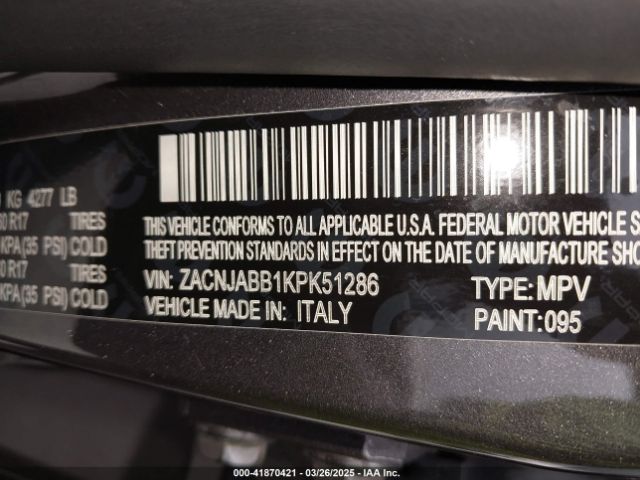 KG 4277 LB
R17 TIRES
KPA(35 PSI) COLD
R17 TIRES
KPA(35 PSI) COLD
THIS VEHICLE CONFORMS TO ALL APPLICABLE U.S.A. FEDERAL MOTOR VEHICLE
THEFT PREVENTION STANDARDS IN EFFECT ON THE DATE OF MANUFACTURE
VIN: ZACNJABB1KPK51286 TYPE: MPV
VEHICLE MADE IN: ITALY PAINT: 095
000-41870421 - 03/26/2025 - IAA Inc.